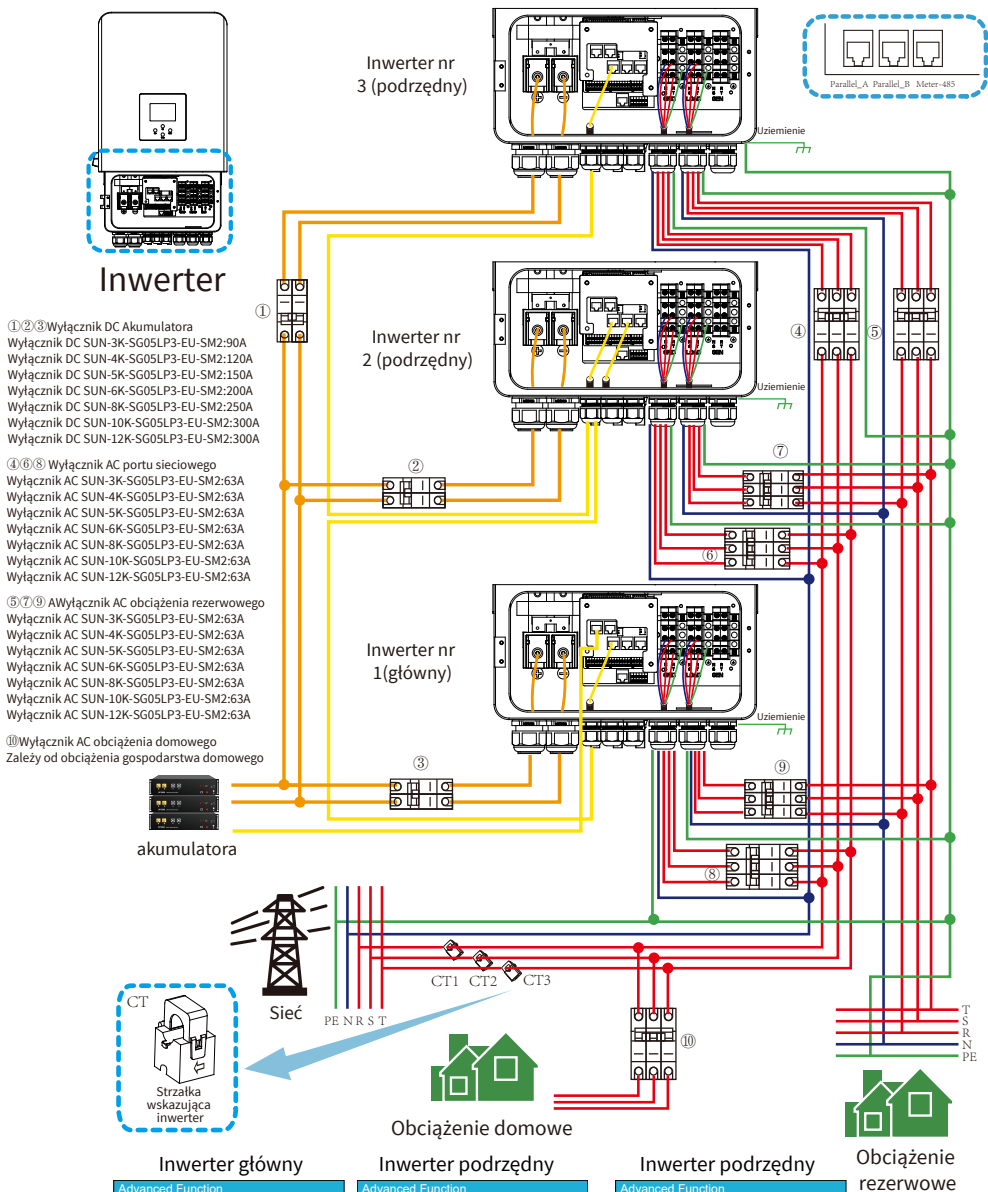 Inwerter nr
3 (podrzędny)
Parallel_A Parallel_B Meter-485
Uziemienie
GRID LOAD GEN
Inwerter
①
①②③Wyłącznik DC Akumulatora
Wyłącznik DC SUN-3K-SG05LP3-EU-SM2:90A
Wyłącznik DC SUN-4K-SG05LP3-EU-SM2:120A
Wyłącznik DC SUN-5K-SG05LP3-EU-SM2:150A
Wyłącznik DC SUN-6K-SG05LP3-EU-SM2:200A
Wyłącznik DC SUN-8K-SG05LP3-EU-SM2:250A
Wyłącznik DC SUN-10K-SG05LP3-EU-SM2:300A
Wyłącznik DC SUN-12K-SG05LP3-EU-SM2:300A
④⑥⑧ Wyłącznik AC portu sieciowego
Wyłącznik AC SUN-3K-SG05LP3-EU-SM2:63A
Wyłącznik AC SUN-4K-SG05LP3-EU-SM2:63A
Wyłącznik AC SUN-5K-SG05LP3-EU-SM2:63A
Wyłącznik AC SUN-6K-SG05LP3-EU-SM2:63A
Wyłącznik AC SUN-8K-SG05LP3-EU-SM2:63A
Wyłącznik AC SUN-10K-SG05LP3-EU-SM2:63A
Wyłącznik AC SUN-12K-SG05LP3-EU-SM2:63A
⑤⑦⑨ AWyłącznik AC obciążenia rezerwowego
Wyłącznik AC SUN-3K-SG05LP3-EU-SM2:63A
Wyłącznik AC SUN-4K-SG05LP3-EU-SM2:63A
Wyłącznik AC SUN-5K-SG05LP3-EU-SM2:63A
Wyłącznik AC SUN-6K-SG05LP3-EU-SM2:63A
Wyłącznik AC SUN-8K-SG05LP3-EU-SM2:63A
Wyłącznik AC SUN-10K-SG05LP3-EU-SM2:63A
Wyłącznik AC SUN-12K-SG05LP3-EU-SM2:63A
⑩Wyłącznik AC obciążenia domowego
Zależy od obciążenia gospodarstwa domowego
Inwerter nr
2 (podrzędny)
④
⑤
Uziemienie
GRID LOAD GEN
②
⑦
⑥
Inwerter nr
1(główny)
Uziemienie
GRID LOAD GEN
③
⑨
⑧
akumulatora
CT1 CT2 CT3
Sieć
PE N R S T
CT
Strzałka
wskazująca
inwerter
⑩
T
S
R
N
PE
Obciążenie domowe
Obciążenie
rezerwowe
Inwerter główny
Inwerter podrzędny
Inwerter podrzędny
Advanced Function
Advanced Function
Advanced Function